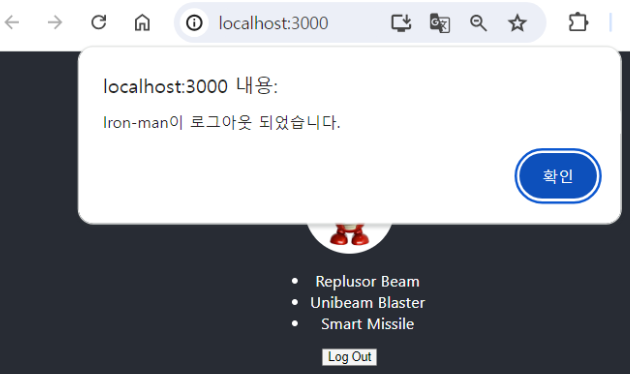 localhost:3000
localhost:3000 내용:
Iron-man이 로그아웃 되었습니다.
확인
Replusor Beam
Unibeam Blaster
Smart Missile
Log Out